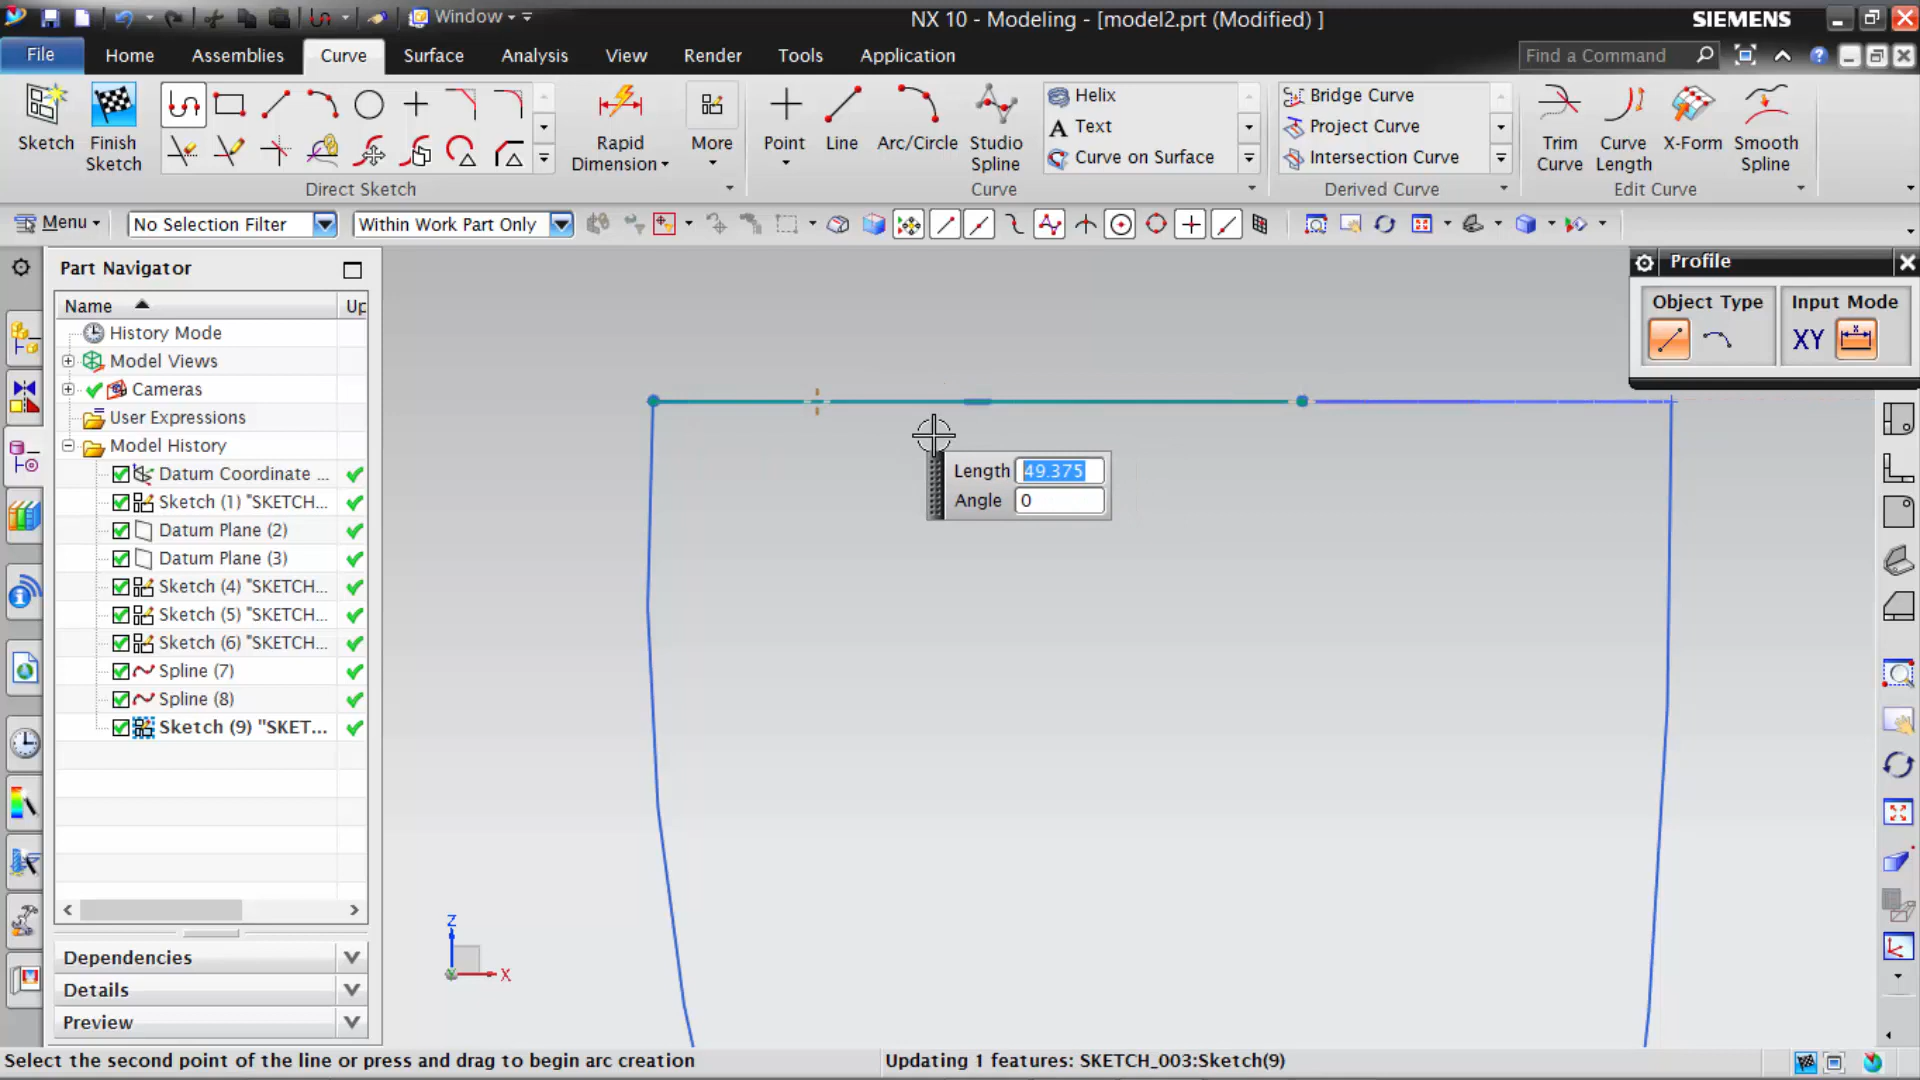 Window
NX 10 - Modeling - [model2.prt (Modified) ]
SIEMENS
File
Home
Assemblies
Curve
Surface
Analysis
View
Render
Tools
Application
Find a Command
Sketch
Finish Sketch
Rapid Dimension
More
Point
Line
Arc/Circle
Studio Spline
Helix
A Text
Curve on Surface
Bridge Curve
Project Curve
Intersection Curve
Trim Curve
Curve Length
X-Form
Smooth Spline
Direct Sketch
Curve
Derived Curve
Edit Curve
Menu
No Selection Filter
Within Work Part Only
Part Navigator
Name
Up
History Mode
Model Views
Cameras
User Expressions
Model History
Datum Coordinate ...
Sketch (1) "SKETCH...
Datum Plane (2)
Datum Plane (3)
Sketch (4) "SKETCH...
Sketch (5) "SKETCH...
Sketch (6) "SKETCH...
Spline (7)
Spline (8)
Sketch (9) "SKET...
Dependencies
Details
Preview
Profile
Object Type
Input Mode
XY
Length 49.375
Angle 0
Z
X
Select the second point of the line or press and drag to begin arc creation
Updating 1 features: SKETCH_003:Sketch(9)